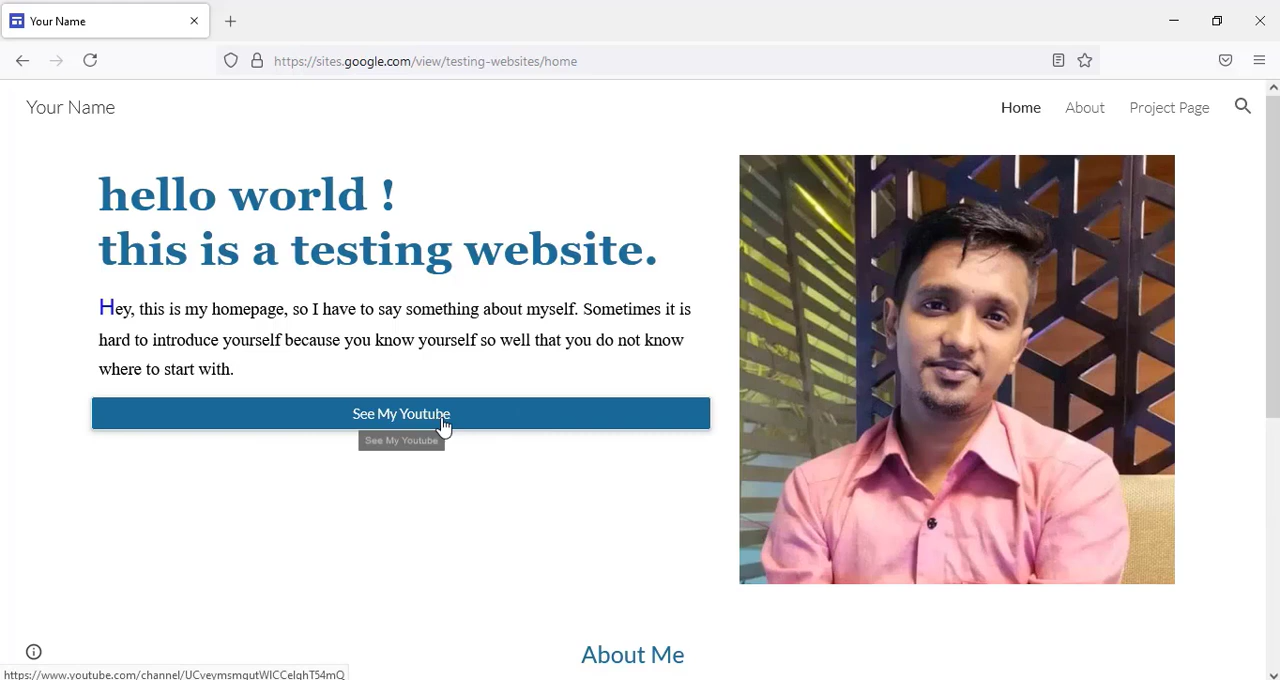 Your Name
https://sites.google.com/view/testing-websites/home
Your Name
Home About Project Page
hello world !
this is a testing website.
Hey, this is my homepage, so I have to say something about myself. Sometimes it is
hard to introduce yourself because you know yourself so well that you do not know
where to start with.
See My Youtube
See My Youtube
About Me